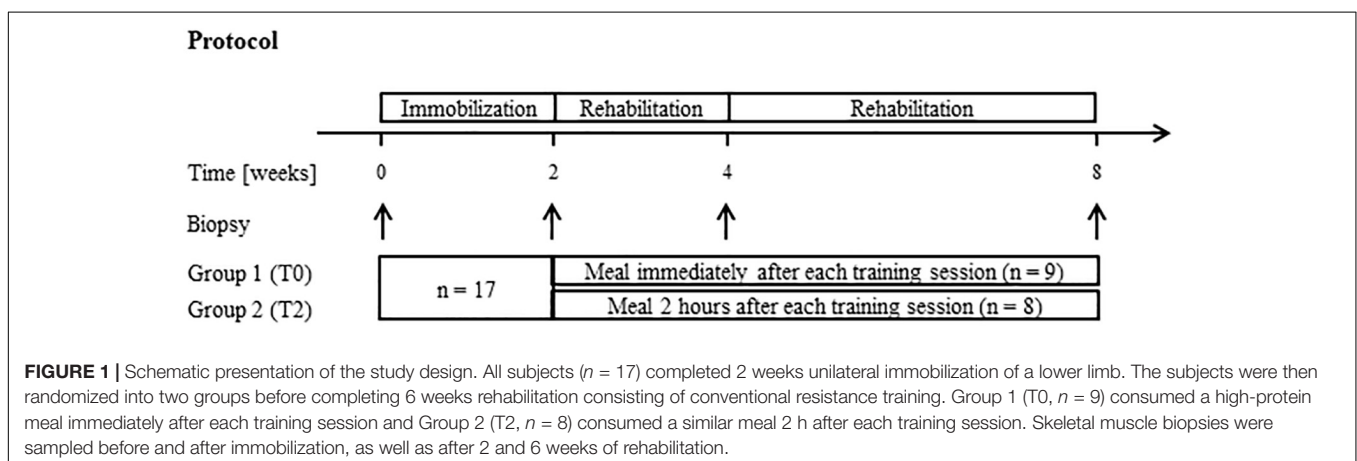 Protocol
Immobilization Rehabilitation Rehabilitation
Time [weeks] 0 2 4 8
Biopsy
Group 1 (T0) Meal immediately after each training session (n = 9)
n = 17
Group 2 (T2) Meal 2 hours after each training session (n = 8)
FIGURE 1 | Schematic presentation of the study design. All subjects (n = 17) completed 2 weeks unilateral immobilization of a lower limb. The subjects were then
randomized into two groups before completing 6 weeks rehabilitation consisting of conventional resistance training. Group 1 (T0, n = 9) consumed a high-protein
meal immediately after each training session and Group 2 (T2, n = 8) consumed a similar meal 2 h after each training session. Skeletal muscle biopsies were
sampled before and after immobilization, as well as after 2 and 6 weeks of rehabilitation.